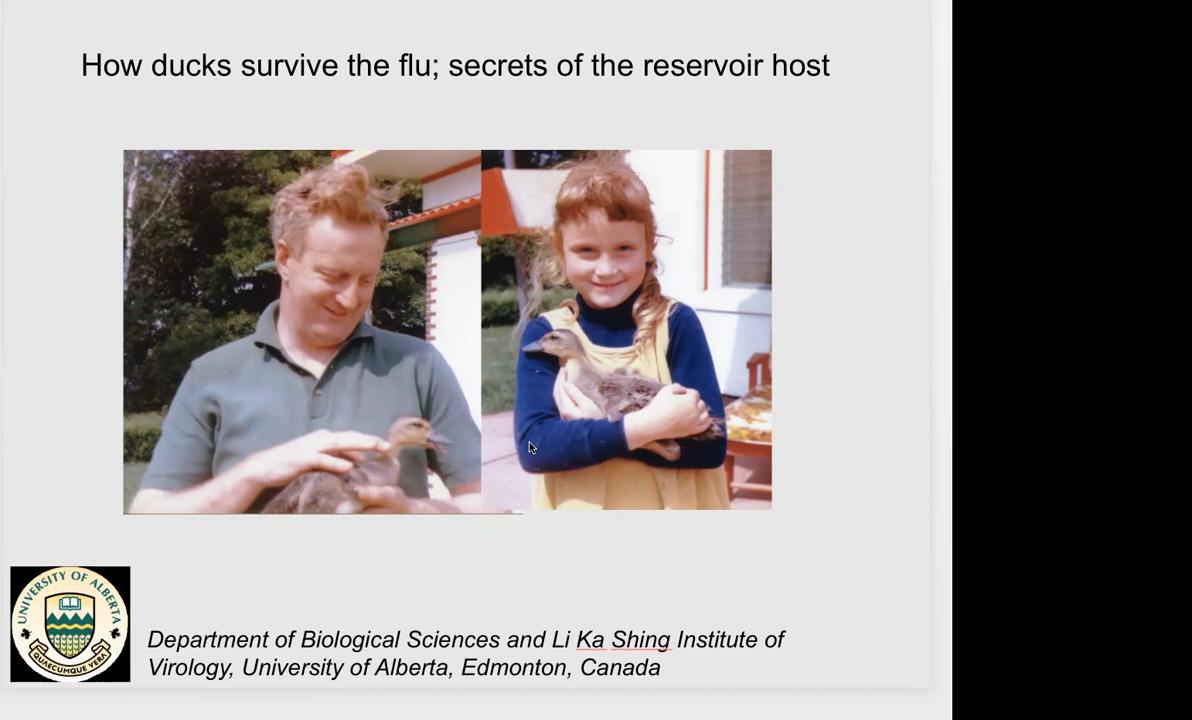 How ducks survive the flu; secrets of the reservoir host
UNIVERSITY OF ALBERTA
QUAECUMQUE VERA
Department of Biological Sciences and Li Ka Shing Institute of
Virology, University of Alberta, Edmonton, Canada